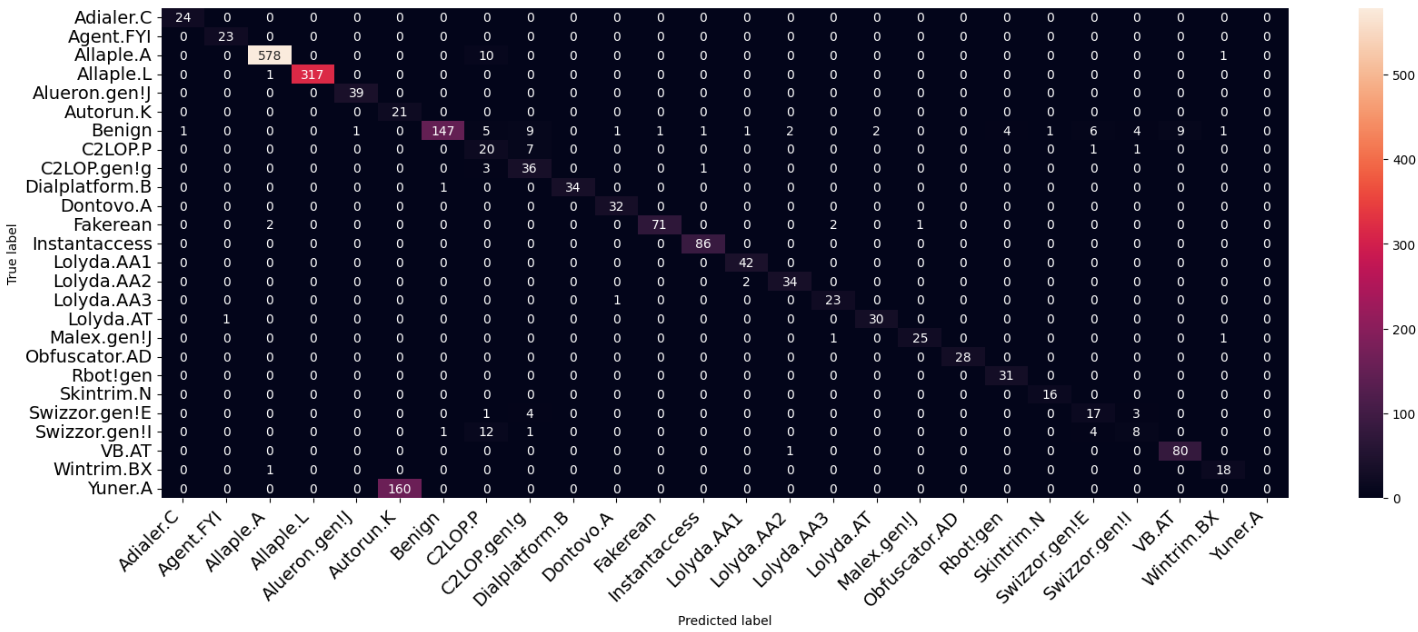 Adialer.C 24 0 0 0 0 0 0 0 0 0 0 0 0 0 0 0 0 0 0 0 0 0 0 0 0 0
Agent.FYI 0 23 0 0 0 0 0 0 0 0 0 0 0 0 0 0 0 0 0 0 0 0 0 0 0 0
Allaple.A 0 0 578 0 0 0 0 10 0 0 0 0 0 0 0 0 0 0 0 0 0 0 0 0 1 0
Allaple.L 0 0 1 317 0 0 0 0 0 0 0 0 0 0 0 0 0 0 0 0 0 0 0 0 0 0
Alueron.gen!J 0 0 0 0 39 0 0 0 0 0 0 0 0 0 0 0 0 0 0 0 0 0 0 0 0 0
Autorun.K 0 0 0 0 0 21 0 0 0 0 0 0 0 0 0 0 0 0 0 0 0 0 0 0 0 0
Benign 1 0 0 0 1 0 147 5 9 0 1 1 1 1 2 0 2 0 0 4 1 6 4 9 1 0
C2LOP.P 0 0 0 0 0 0 0 20 7 0 0 0 0 0 0 0 0 0 0 0 0 1 1 0 0 0
C2LOP.gen!g 0 0 0 0 0 0 0 3 36 0 0 0 1 0 0 0 0 0 0 0 0 0 0 0 0 0
Dialplatform.B 0 0 0 0 0 0 1 0 0 34 0 0 0 0 0 0 0 0 0 0 0 0 0 0 0 0
Dontovo.A 0 0 0 0 0 0 0 0 0 0 32 0 0 0 0 0 0 0 0 0 0 0 0 0 0 0
Fakerean 0 0 2 0 0 0 0 0 0 0 0 71 0 0 0 2 0 1 0 0 0 0 0 0 0 0
Instantaccess 0 0 0 0 0 0 0 0 0 0 0 0 86 0 0 0 0 0 0 0 0 0 0 0 0 0
Lolyda.AA1 0 0 0 0 0 0 0 0 0 0 0 0 0 42 0 0 0 0 0 0 0 0 0 0 0 0
Lolyda.AA2 0 0 0 0 0 0 0 0 0 0 0 0 0 2 34 0 0 0 0 0 0 0 0 0 0 0
Lolyda.AA3 0 0 0 0 0 0 0 0 0 0 1 0 0 0 0 23 0 0 0 0 0 0 0 0 0 0
Lolyda.AT 0 1 0 0 0 0 0 0 0 0 0 0 0 0 0 0 30 0 0 0 0 0 0 0 0 0
Malex.gen!J 0 0 0 0 0 0 0 0 0 0 0 0 0 0 0 1 0 25 0 0 0 0 0 0 1 0
Obfuscator.AD 0 0 0 0 0 0 0 0 0 0 0 0 0 0 0 0 0 0 28 0 0 0 0 0 0 0
Rbot!gen 0 0 0 0 0 0 0 0 0 0 0 0 0 0 0 0 0 0 0 31 0 0 0 0 0 0
Skintrim.N 0 0 0 0 0 0 0 0 0 0 0 0 0 0 0 0 0 0 0 0 16 0 0 0 0 0
Swizzor.gen!E 0 0 0 0 0 0 0 1 4 0 0 0 0 0 0 0 0 0 0 0 0 17 3 0 0 0
Swizzor.gen!I 0 0 0 0 0 0 1 12 1 0 0 0 0 0 0 0 0 0 0 0 0 4 8 0 0 0
VB.AT 0 0 0 0 0 0 0 0 0 0 0 0 0 0 1 0 0 0 0 0 0 0 0 80 0 0
Wintrim.BX 0 0 1 0 0 0 0 0 0 0 0 0 0 0 0 0 0 0 0 0 0 0 0 0 18 0
Yuner.A 0 0 0 0 0 160 0 0 0 0 0 0 0 0 0 0 0 0 0 0 0 0 0 0 0 0
True label
Adialer.C
Agent.FYI
Allaple.A
Allaple.L
Alueron.gen!J
Autorun.K
Benign
C2LOP.P
C2LOP.gen!g
Dialplatform.B
Dontovo.A
Fakerean
Instantaccess
Lolyda.AA1
Lolyda.AA2
Lolyda.AA3
Lolyda.AT
Malex.gen!J
Obfuscator.AD
Rbot!gen
Skintrim.N
Swizzor.gen!E
Swizzor.gen!I
VB.AT
Wintrim.BX
Yuner.A
Predicted label
500
400
300
200
100
0